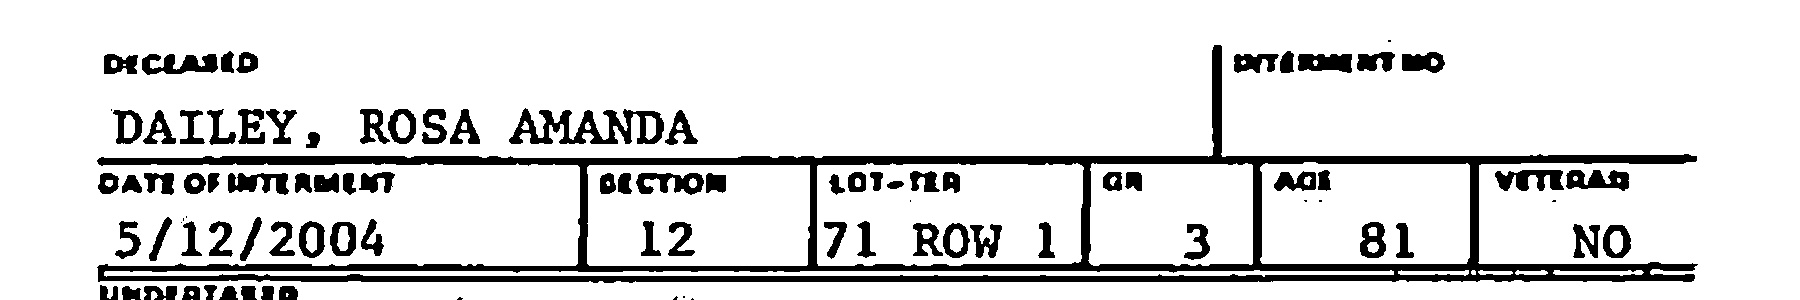 DECEASED INTERMENT NO
DAILEY, ROSA AMANDA
DATE OF INTERMENT SECTION LOT-TER GR AGE VETERAN
5/12/2004 12 71 ROW 1 3 81 NO
UNDERTAKER